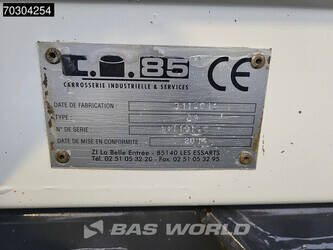 70304254
85
CE
CARROSSERIE INDUSTRIELLE & SERVICES
DATE DE FABRICATION
TYPE
N° DE SERIE
DATE DE MISE EN CONFORMITE
ZI La Belle Entrée - 85140 LES ESSARTS
Tél. 02 51 05 32 20 - Fax. 02 51 05 32 95
BAS WORLD